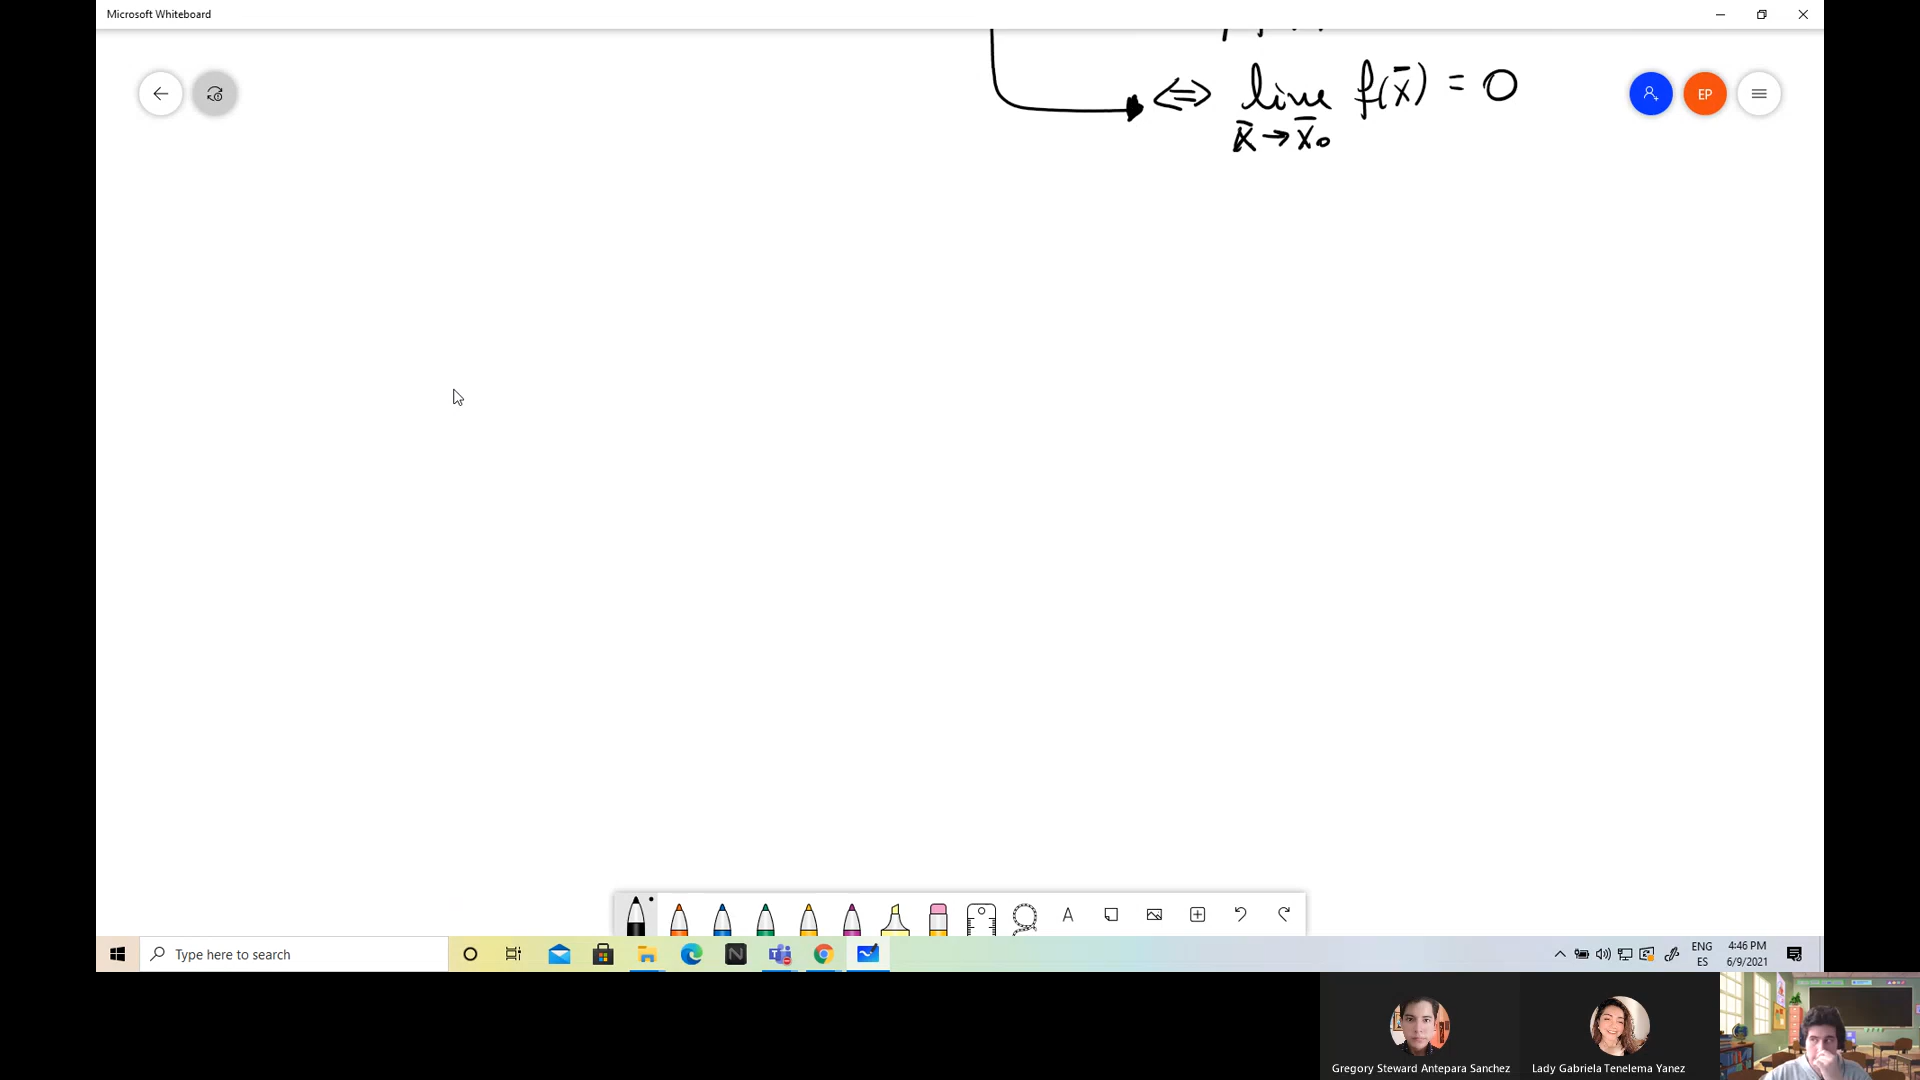 Microsoft Whiteboard
⇔ lim f(x̄) = 0
x̄ → x̄₀
EP
A
Type here to search
N
ENG
ES
4:46 PM
6/9/2021
Gregory Steward Antepara Sanchez
Lady Gabriela Tenelema Yanez